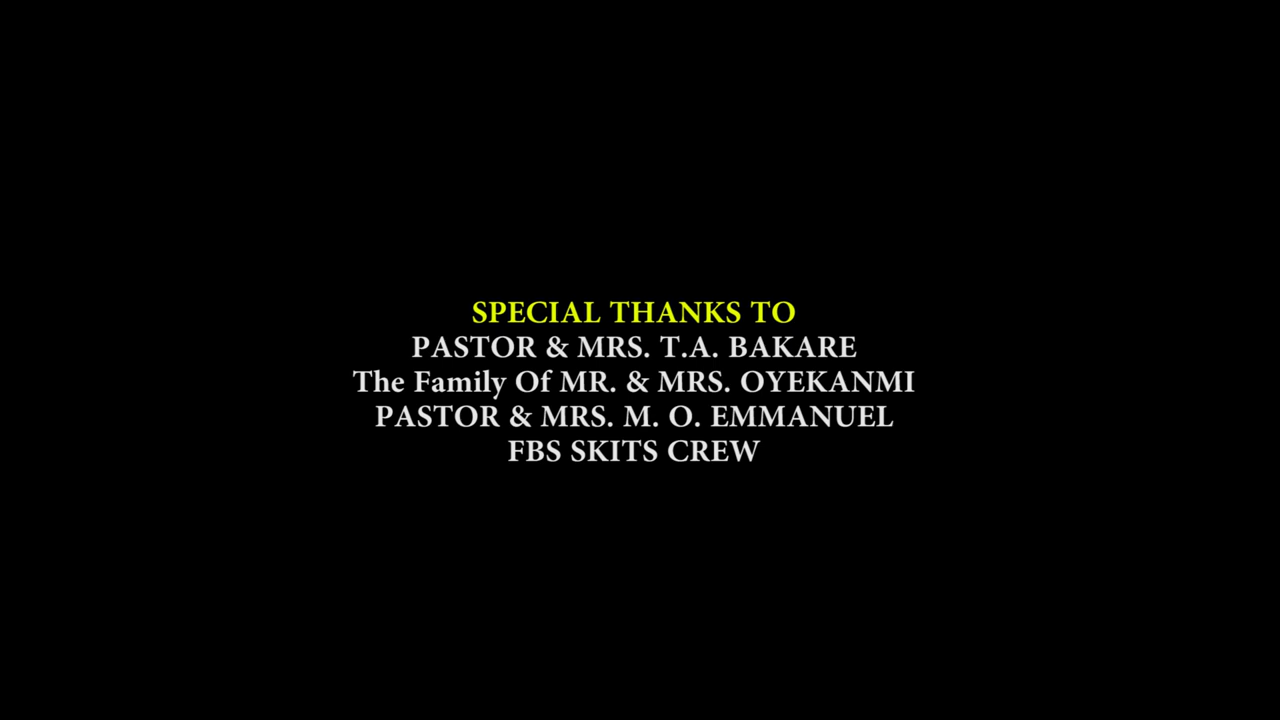 SPECIAL THANKS TO
PASTOR & MRS. T.A. BAKARE
The Family Of MR. & MRS. OYEKANMI
PASTOR & MRS. M. O. EMMANUEL
FBS SKITS CREW